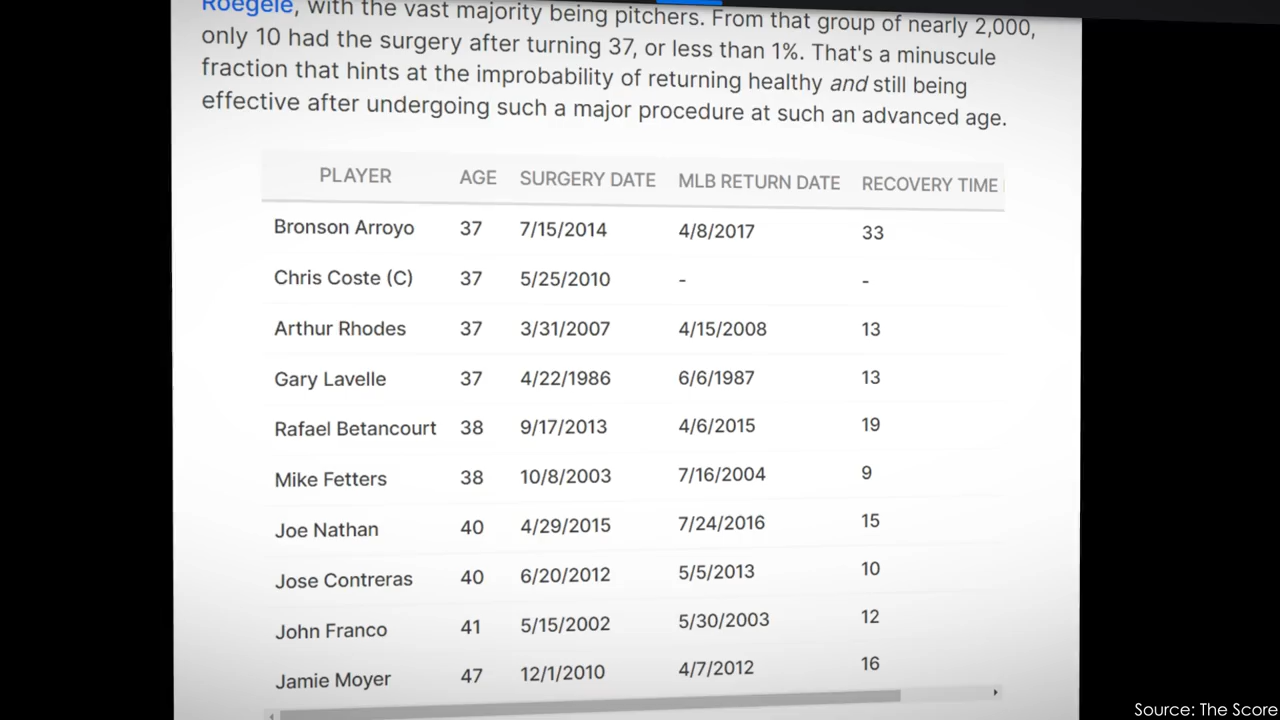 Roegele, with the vast majority being pitchers. From that group of nearly 2,000,
only 10 had the surgery after turning 37, or less than 1%. That's a minuscule
fraction that hints at the improbability of returning healthy and still being
effective after undergoing such a major procedure at such an advanced age.
PLAYER AGE SURGERY DATE MLB RETURN DATE RECOVERY TIME
Bronson Arroyo 37 7/15/2014 4/8/2017 33
Chris Coste (C) 37 5/25/2010 - -
Arthur Rhodes 37 3/31/2007 4/15/2008 13
Gary Lavelle 37 4/22/1986 6/6/1987 13
Rafael Betancourt 38 9/17/2013 4/6/2015 19
Mike Fetters 38 10/8/2003 7/16/2004 9
Joe Nathan 40 4/29/2015 7/24/2016 15
Jose Contreras 40 6/20/2012 5/5/2013 10
John Franco 41 5/15/2002 5/30/2003 12
Jamie Moyer 47 12/1/2010 4/7/2012 16
Source: The Score